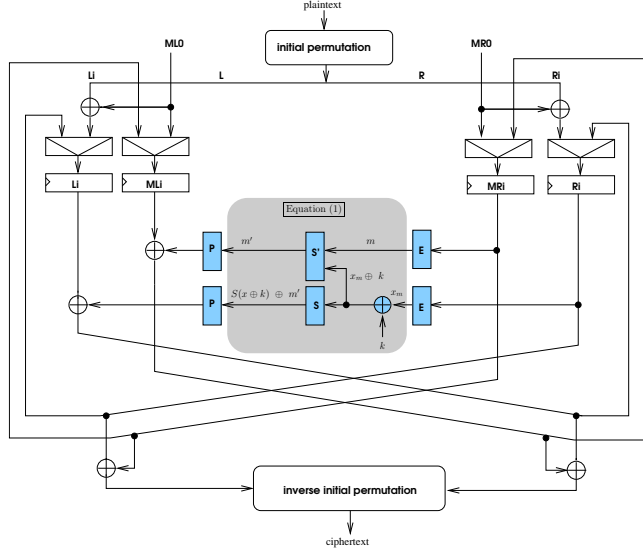 plaintext
initial permutation
ML0
MR0
Li
L
R
Ri
Li
MLi
MRi
Ri
Equation (1)
P
m′
S'
m
E
x_m ⊕ k
P
S(x ⊕ k) ⊕ m′
S
x_m
E
k
inverse initial permutation
ciphertext